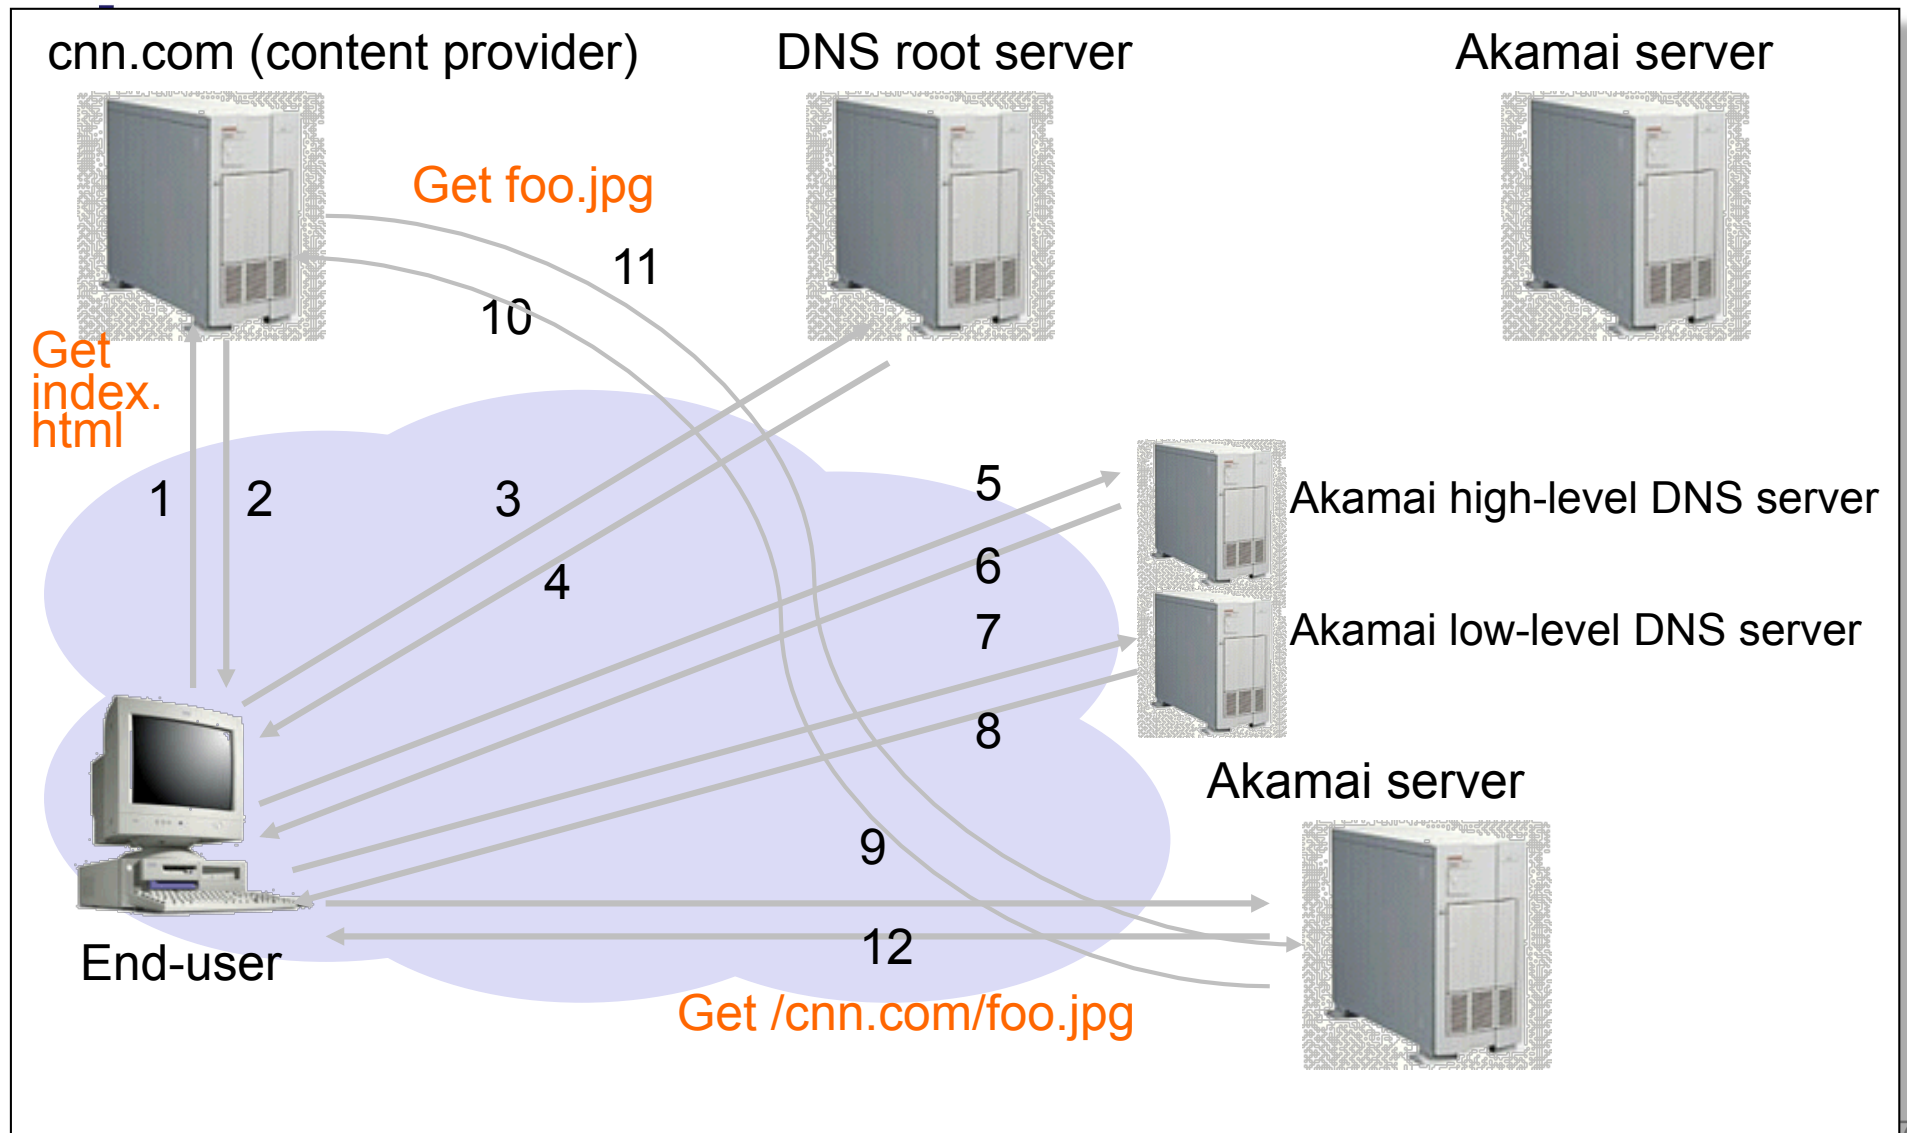 cnn.com (content provider)
DNS root server
Akamai server
Get foo.jpg
11
10
Get
index.
html
1
2
3
4
5
Akamai high-level DNS server
6
7
Akamai low-level DNS server
8
Akamai server
9
End-user
12
Get /cnn.com/foo.jpg